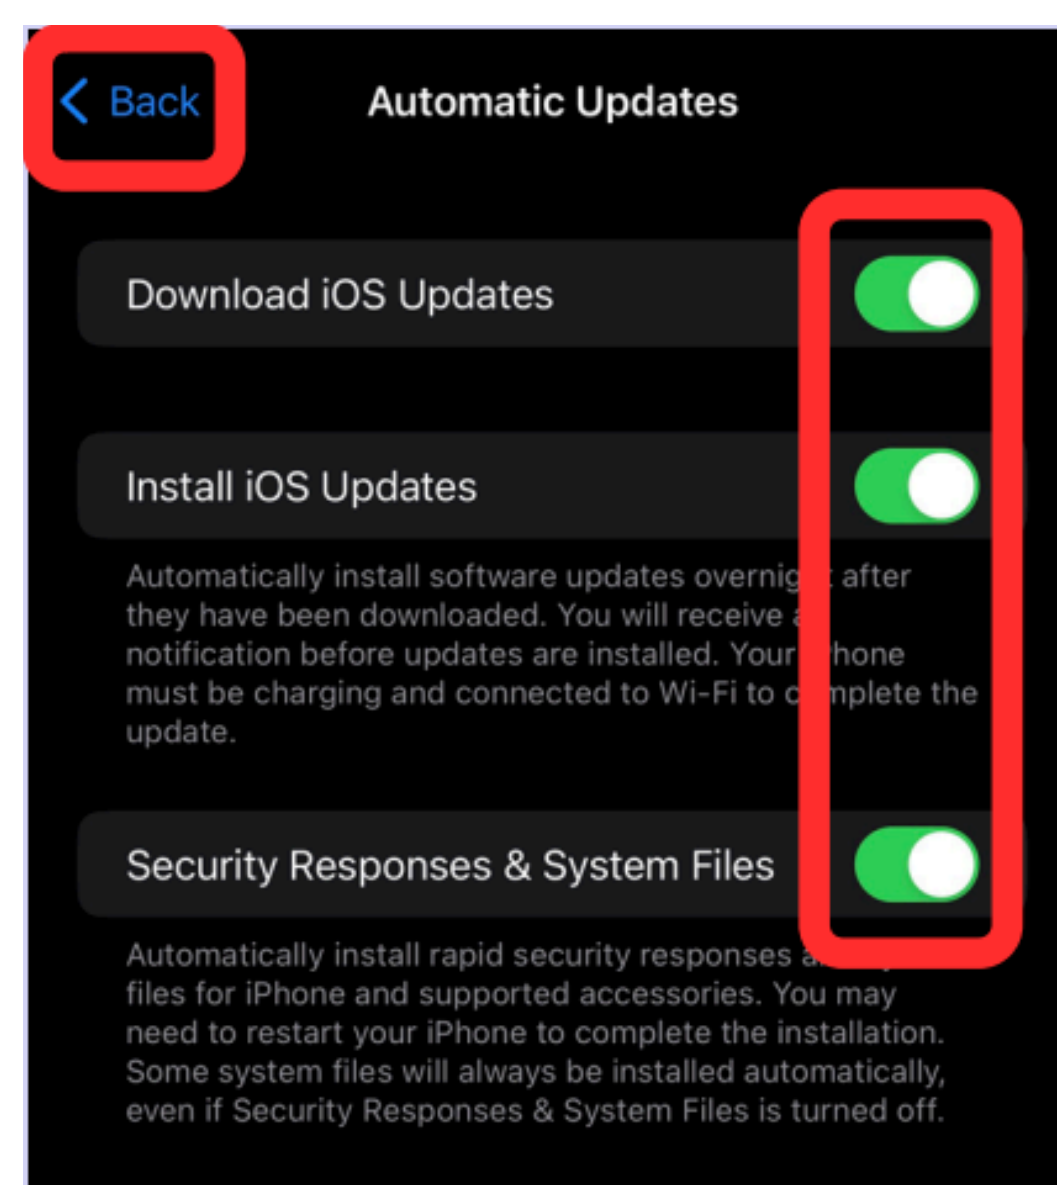 Back
Automatic Updates
Download iOS Updates
Install iOS Updates
Automatically install software updates after
they have been downloaded. You will receive
notification before updates are installed. Your
must be charging and connected to Wi-Fi to the
update.
Security Responses & System Files
Automatically install rapid security responses
files for iPhone and supported accessories. You may
need to restart your iPhone to complete the installation.
Some system files will always be installed automatically,
even if Security Responses & System Files is turned off.